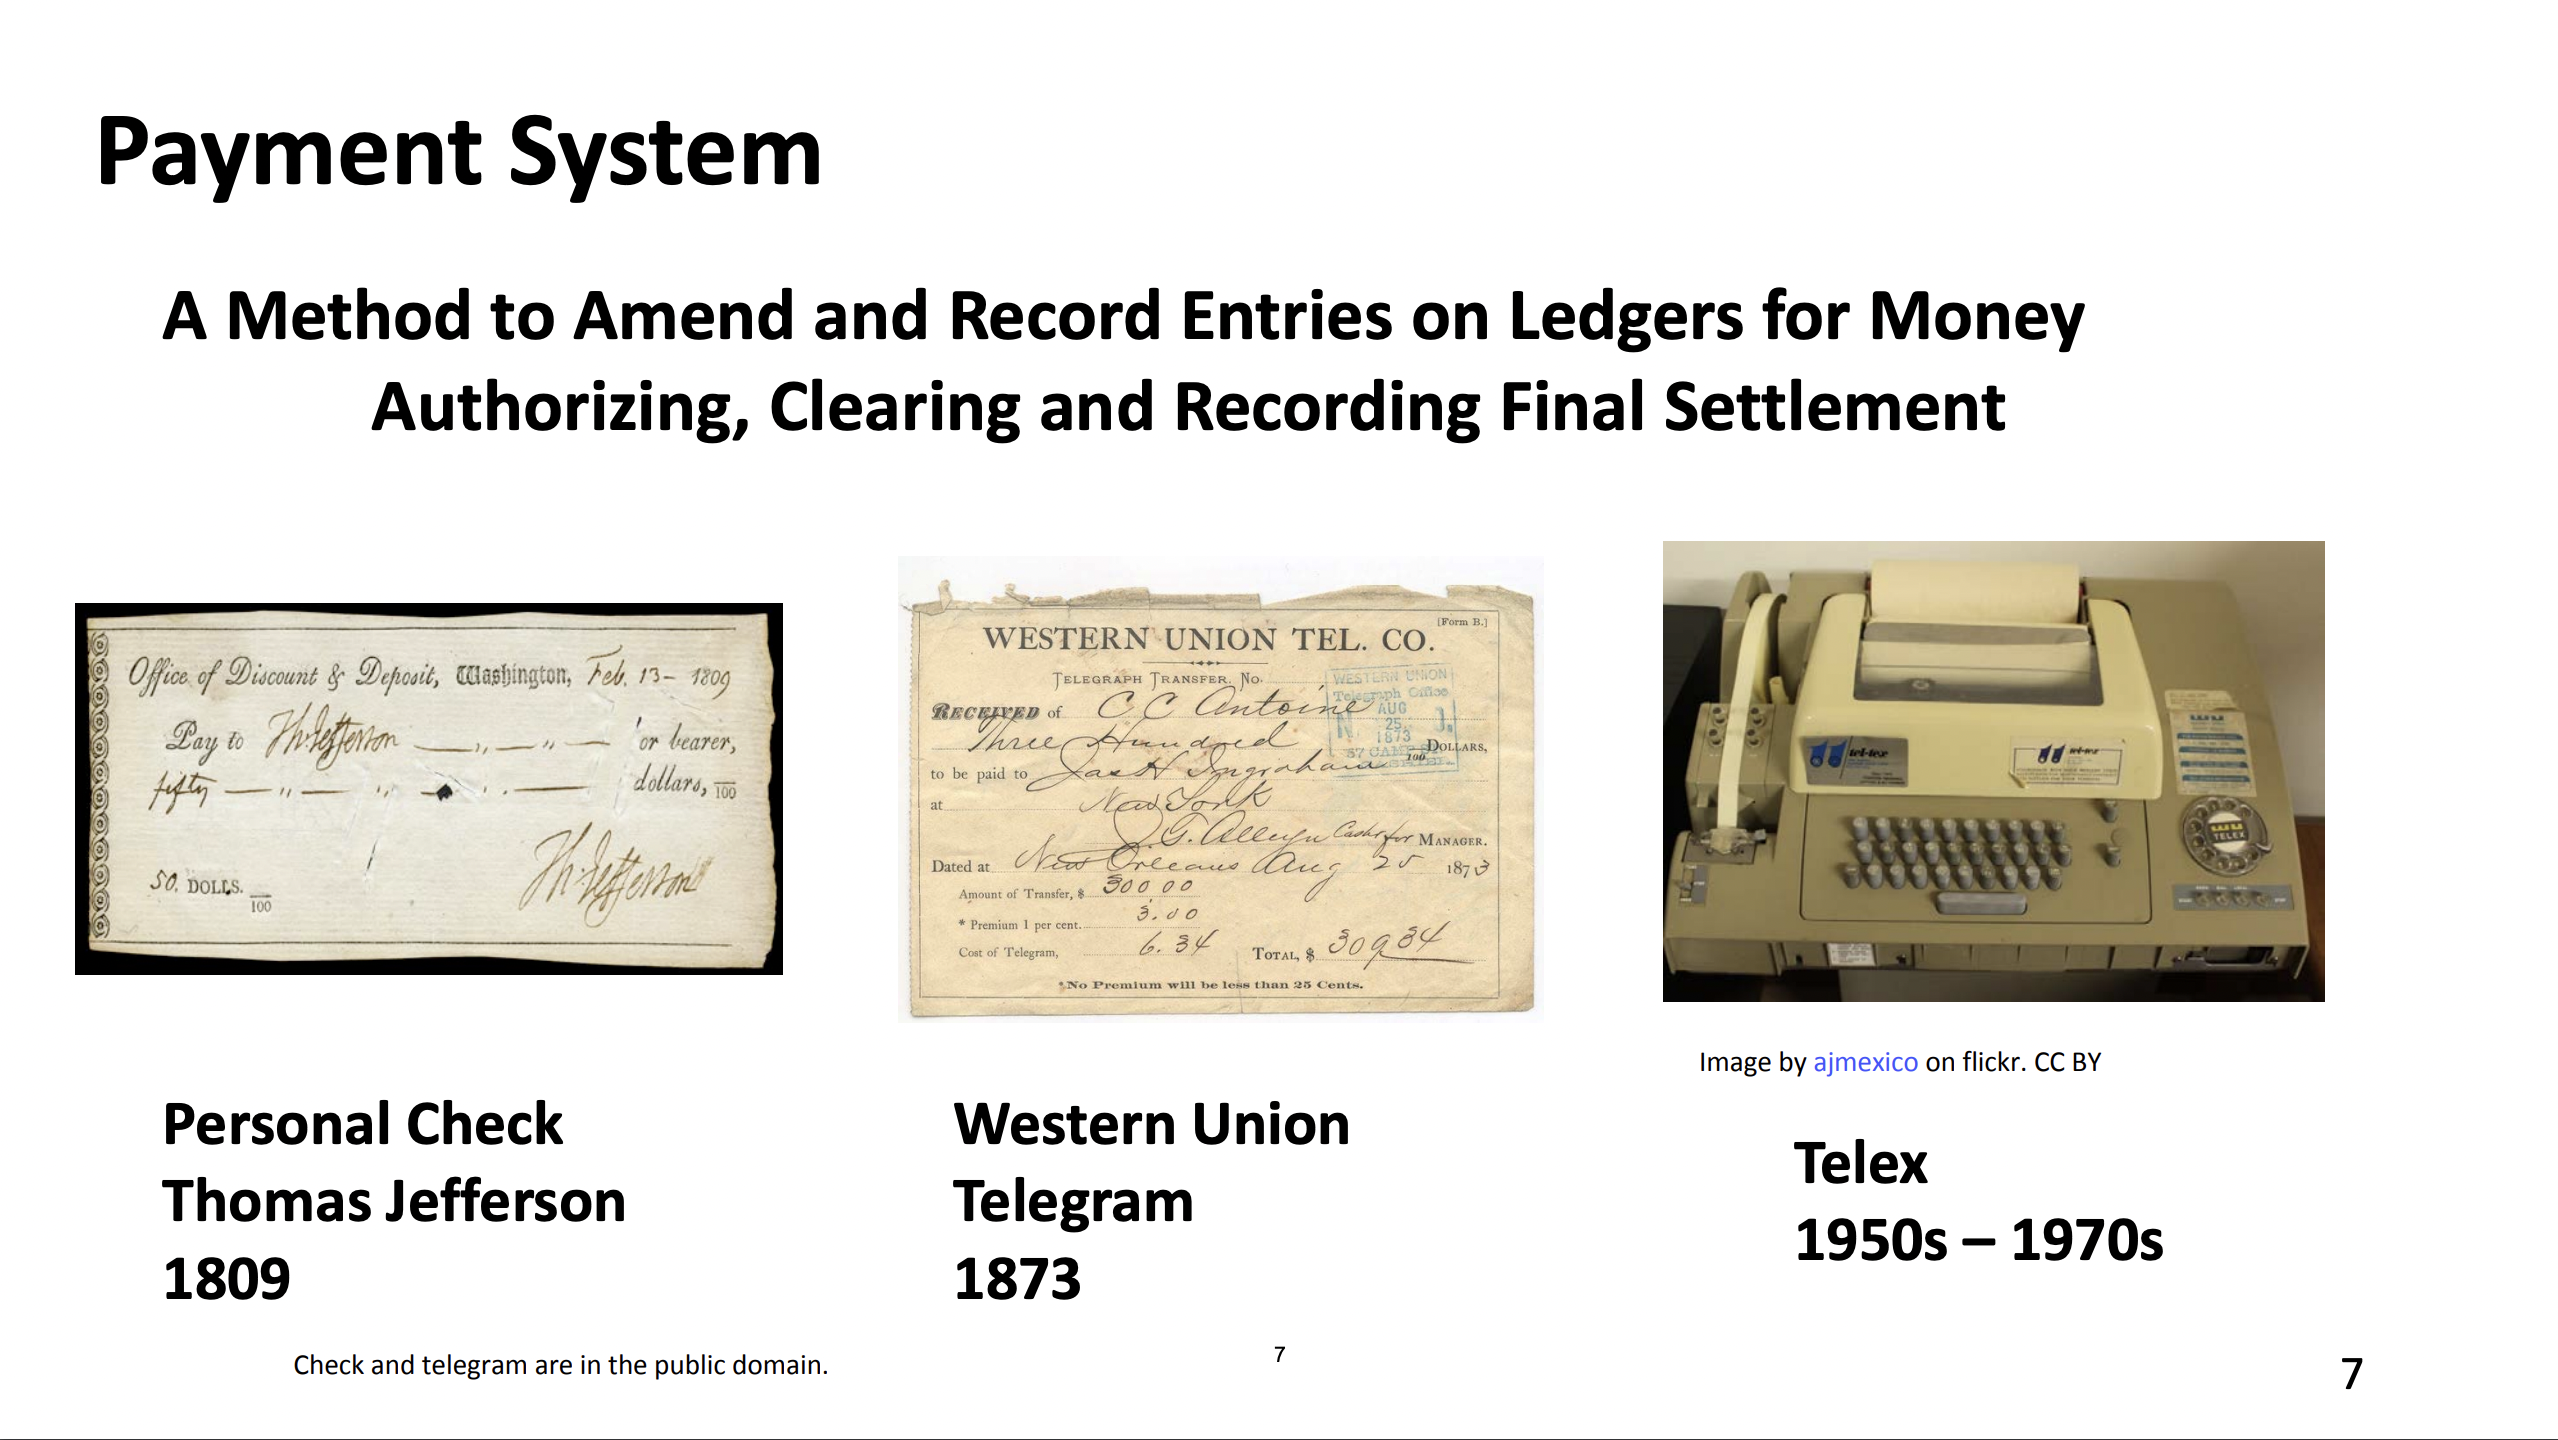 Payment System
A Method to Amend and Record Entries on Ledgers for Money
Authorizing, Clearing and Recording Final Settlement
Office of Discount & Deposit, Washington, Feb. 13- 1809
Pay to Th:Jefferson or bearer,
fifty dollars, /100
50. DOLLS. /100
Th:Jefferson
[Form B.]
WESTERN UNION TEL. CO.
TELEGRAPH TRANSFER. No.
WESTERN UNION
Telegraph Office
AUG
25
1873
RECEIVED of C C Antoine
Three Hundred DOLLARS,
100
to be paid to Jas H Ingraham
at New York
Cashr for MANAGER.
Dated at New Orleans Aug 25 1873
Amount of Transfer, $ 300.00
* Premium 1 per cent. 3.00
Cost of Telegram, 6.34 TOTAL, $ 309.34
*No Premium will be less than 25 Cents.
tel-tex
tel-tex
TELEX
Image by ajmexico on flickr. CC BY
Personal Check
Thomas Jefferson
1809
Western Union
Telegram
1873
Telex
1950s – 1970s
Check and telegram are in the public domain.
7
7